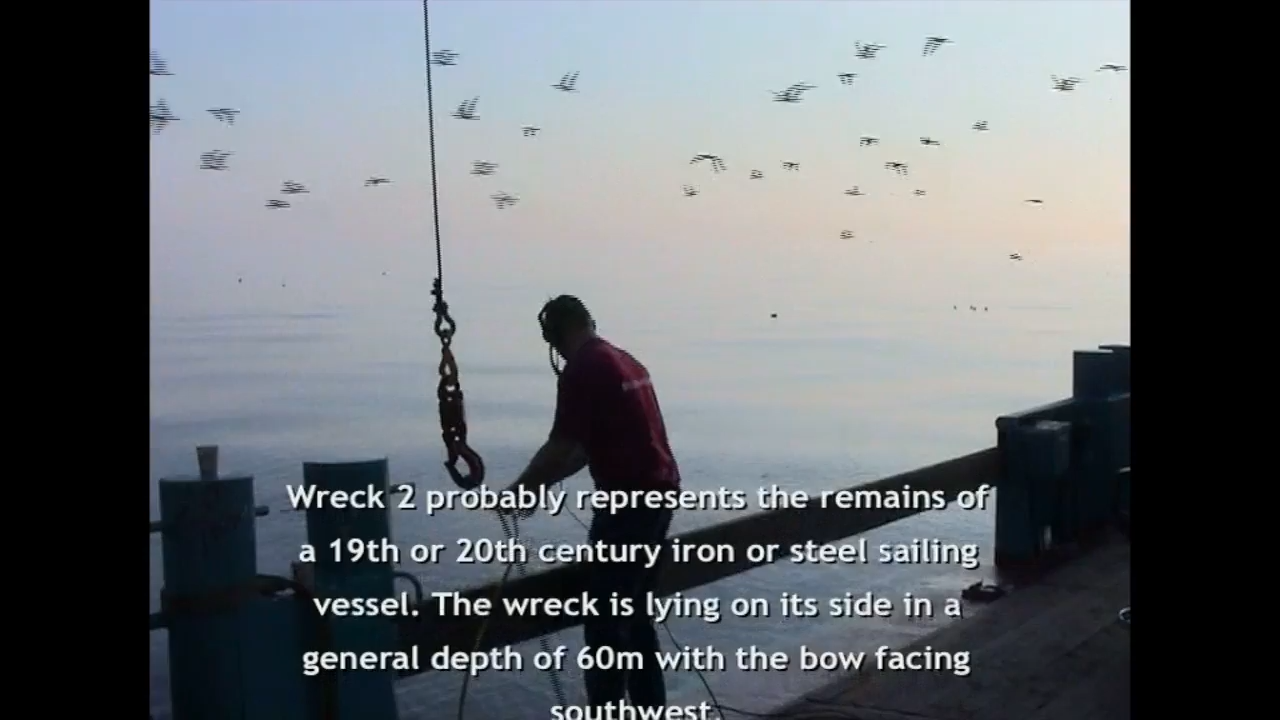 Wreck 2 probably represents the remains of
a 19th or 20th century iron or steel sailing
vessel. The wreck is lying on its side in a
general depth of 60m with the bow facing
southwest.